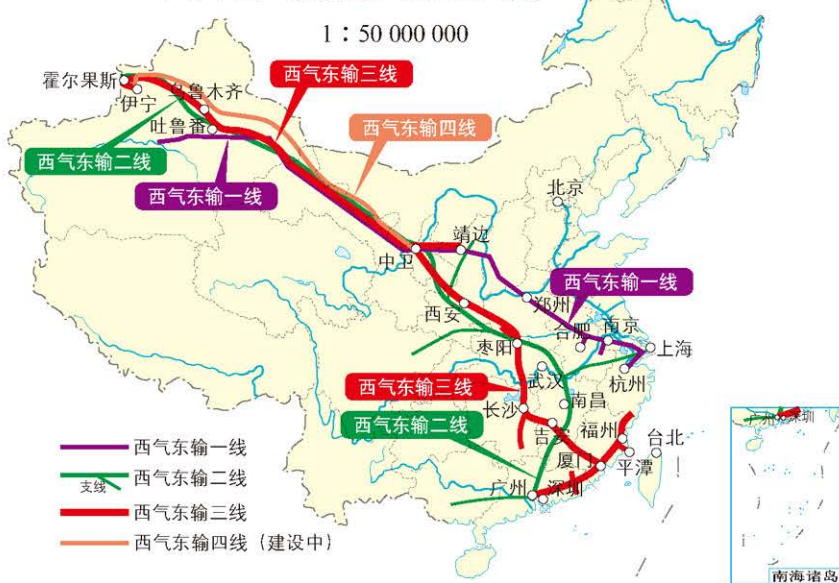 1：50 000 000
霍尔果斯
伊宁
乌鲁木齐
吐鲁番
西气东输三线
西气东输四线
西气东输二线
西气东输一线
北京
靖边
中卫
西气东输一线
郑州
西安
合肥
南京
上海
枣阳
武汉
杭州
西气东输三线
长沙
南昌
西气东输二线
吉安
福州
台北
厦门
平潭
广州
深圳
西气东输一线
西气东输二线
支线
西气东输三线
西气东输四线（建设中）
广州
深圳
南海诸岛